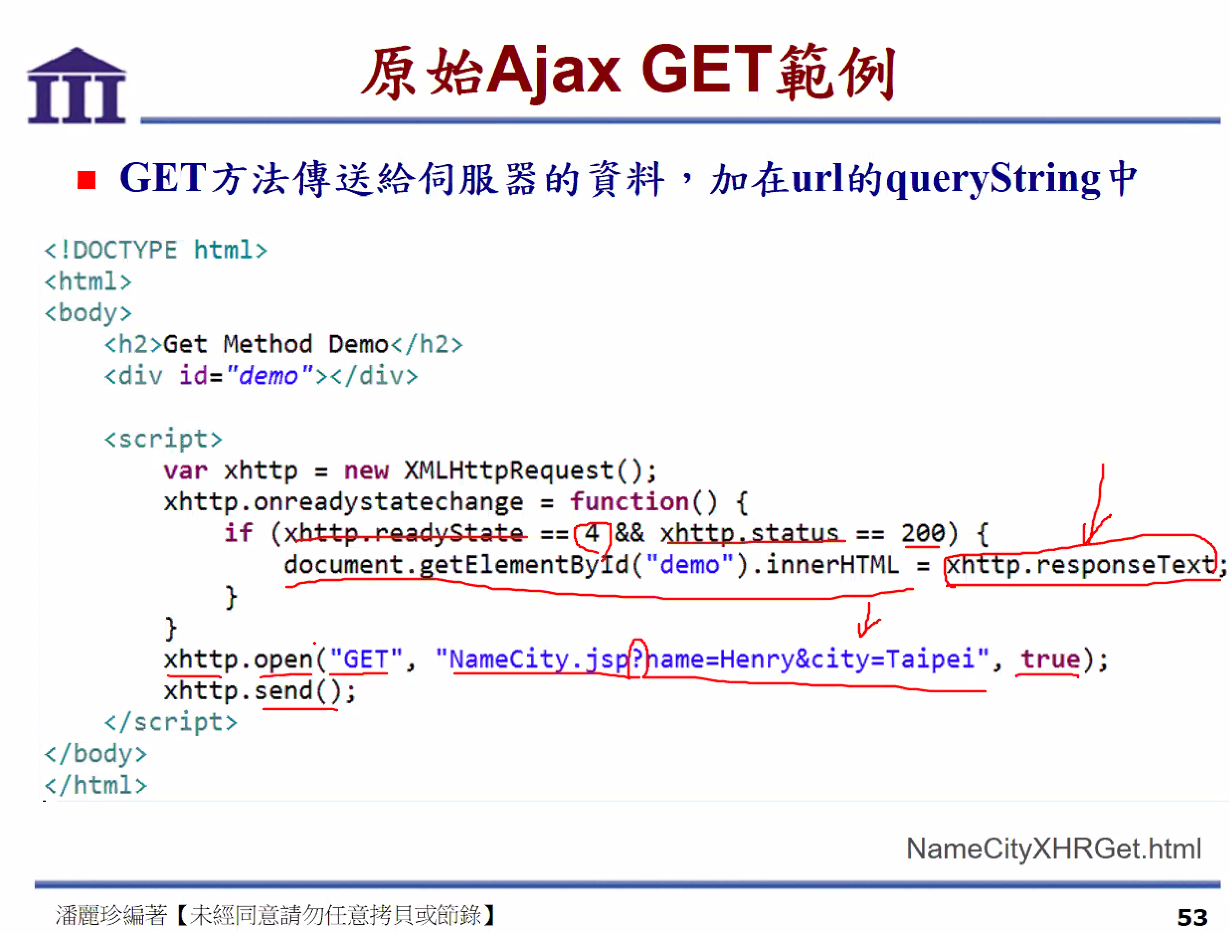 原始Ajax GET範例
GET方法傳送給伺服器的資料，加在url的queryString中
<!DOCTYPE html>
<html>
<body>
    <h2>Get Method Demo</h2>
    <div id="demo"></div>
    <script>
        var xhttp = new XMLHttpRequest();
        xhttp.onreadystatechange = function() {
            if (xhttp.readyState == 4 && xhttp.status == 200) {
                document.getElementById("demo").innerHTML = xhttp.responseText;
            }
        }
        xhttp.open("GET", "NameCity.jsp?name=Henry&city=Taipei", true);
        xhttp.send();
    </script>
</body>
</html>
NameCityXHRGet.html
潘麗珍編著【未經同意請勿任意拷貝或節錄】
53